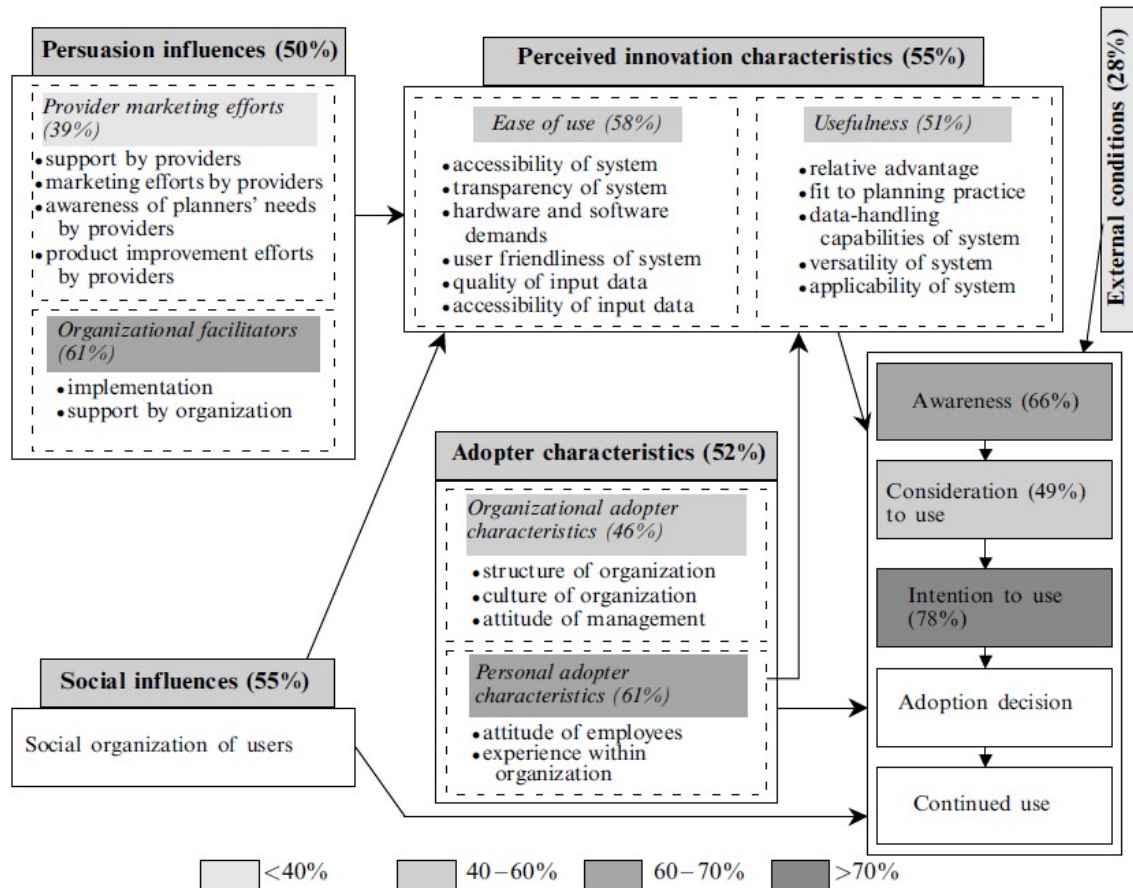 Persuasion influences (50%)
Provider marketing efforts
(39%)
•support by providers
•marketing efforts by providers
•awareness of planners' needs
by providers
•product improvement efforts
by providers
Organizational facilitators
(61%)
•implementation
•support by organization
Perceived innovation characteristics (55%)
Ease of use (58%)
•accessibility of system
•transparency of system
•hardware and software
demands
•user friendliness of system
•quality of input data
•accessibility of input data
Usefulness (51%)
•relative advantage
•fit to planning practice
•data-handling
capabilities of system
•versatility of system
•applicability of system
External conditions (28%)
Adopter characteristics (52%)
Organizational adopter
characteristics (46%)
•structure of organization
•culture of organization
•attitude of management
Personal adopter
characteristics (61%)
•attitude of employees
•experience within
organization
Social influences (55%)
Social organization of users
Awareness (66%)
Consideration (49%)
to use
Intention to use
(78%)
Adoption decision
Continued use
<40%
40–60%
60–70%
>70%